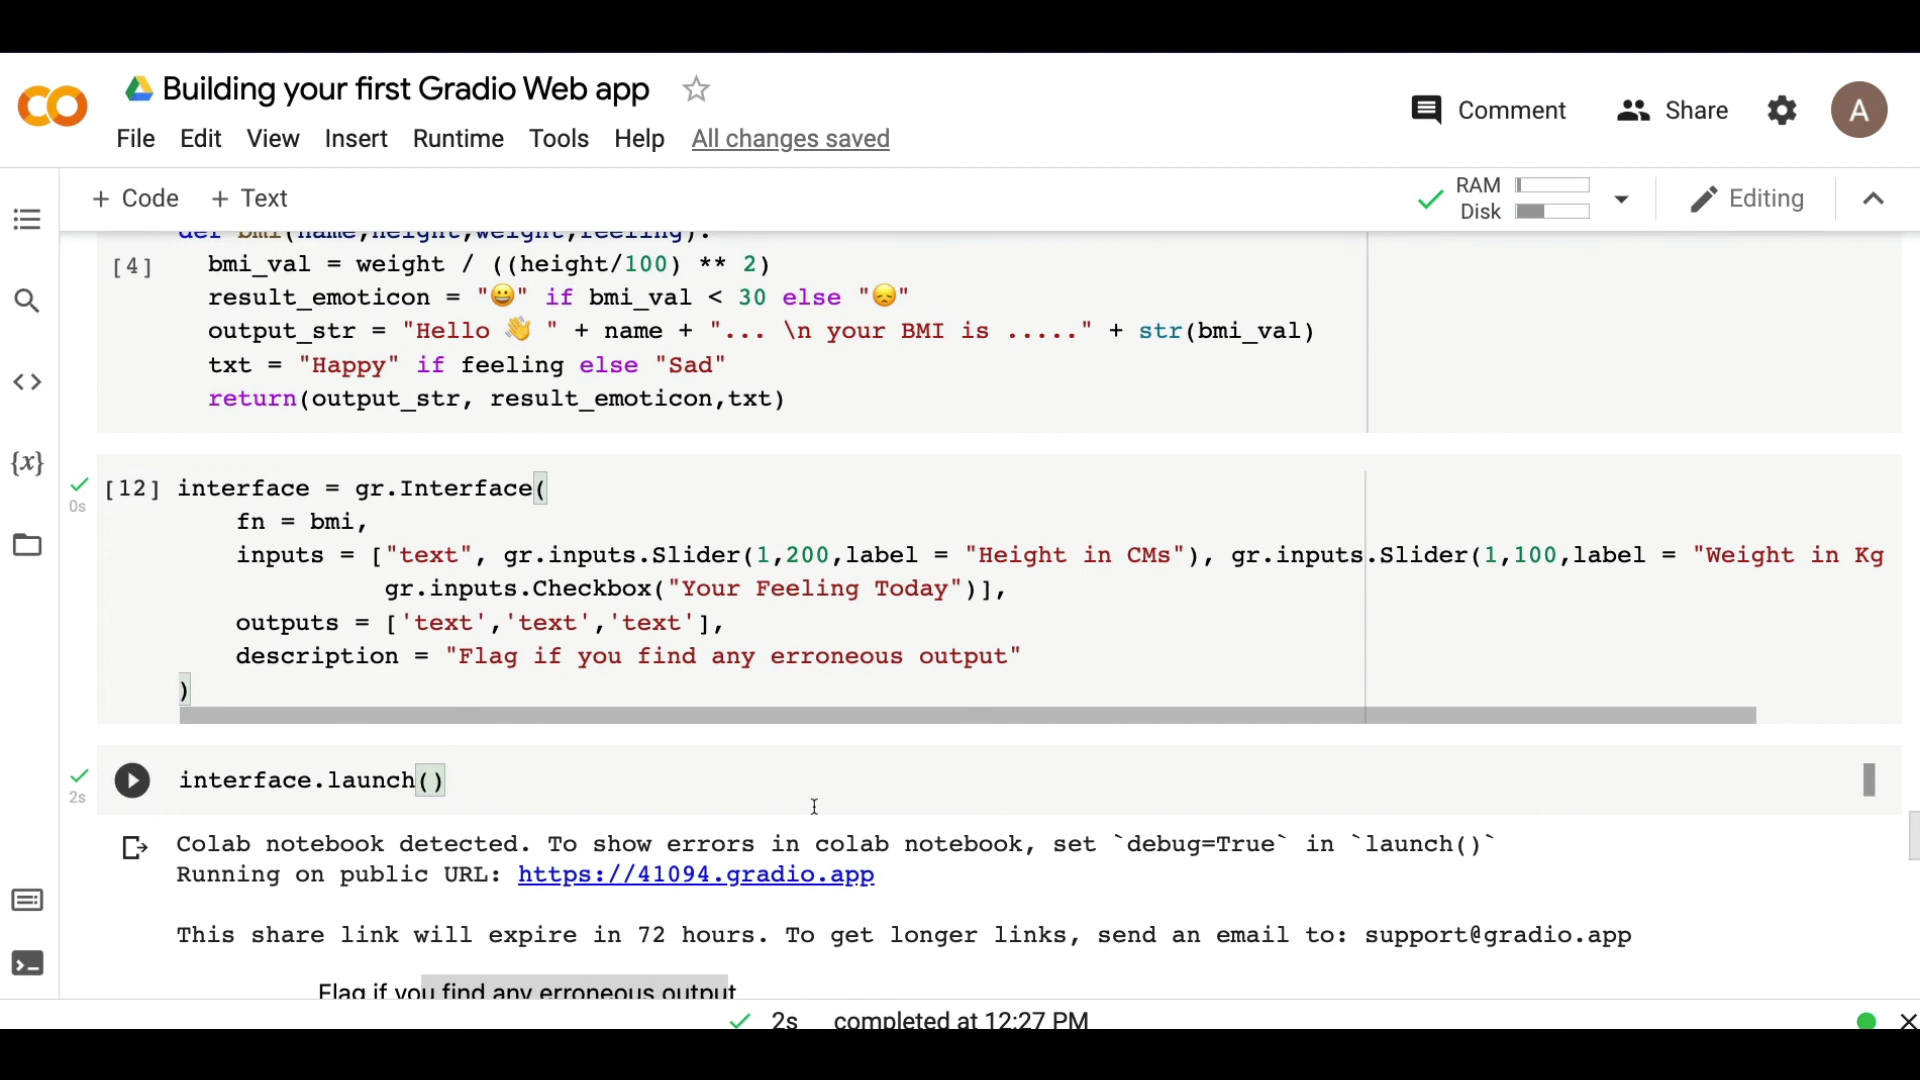 Building your first Gradio Web app
Comment
Share
A
File Edit View Insert Runtime Tools Help All changes saved
+ Code + Text
RAM
Disk
Editing
def bmi(name,height,weight,feeling):
[4]
bmi_val = weight / ((height/100) ** 2)
result_emoticon = "😀" if bmi_val < 30 else "😞"
output_str = "Hello 👋 " + name + "... \n your BMI is ....." + str(bmi_val)
txt = "Happy" if feeling else "Sad"
return(output_str, result_emoticon,txt)
{x}
0s
[12] interface = gr.Interface(
fn = bmi,
inputs = ["text", gr.inputs.Slider(1,200,label = "Height in CMs"), gr.inputs.Slider(1,100,label = "Weight in Kg
gr.inputs.Checkbox("Your Feeling Today")],
outputs = ['text','text','text'],
description = "Flag if you find any erroneous output"
)
2s
interface.launch()
Colab notebook detected. To show errors in colab notebook, set `debug=True` in `launch()`
Running on public URL: https://41094.gradio.app
This share link will expire in 72 hours. To get longer links, send an email to: support@gradio.app
Flag if you find any erroneous output
2s completed at 12:27 PM